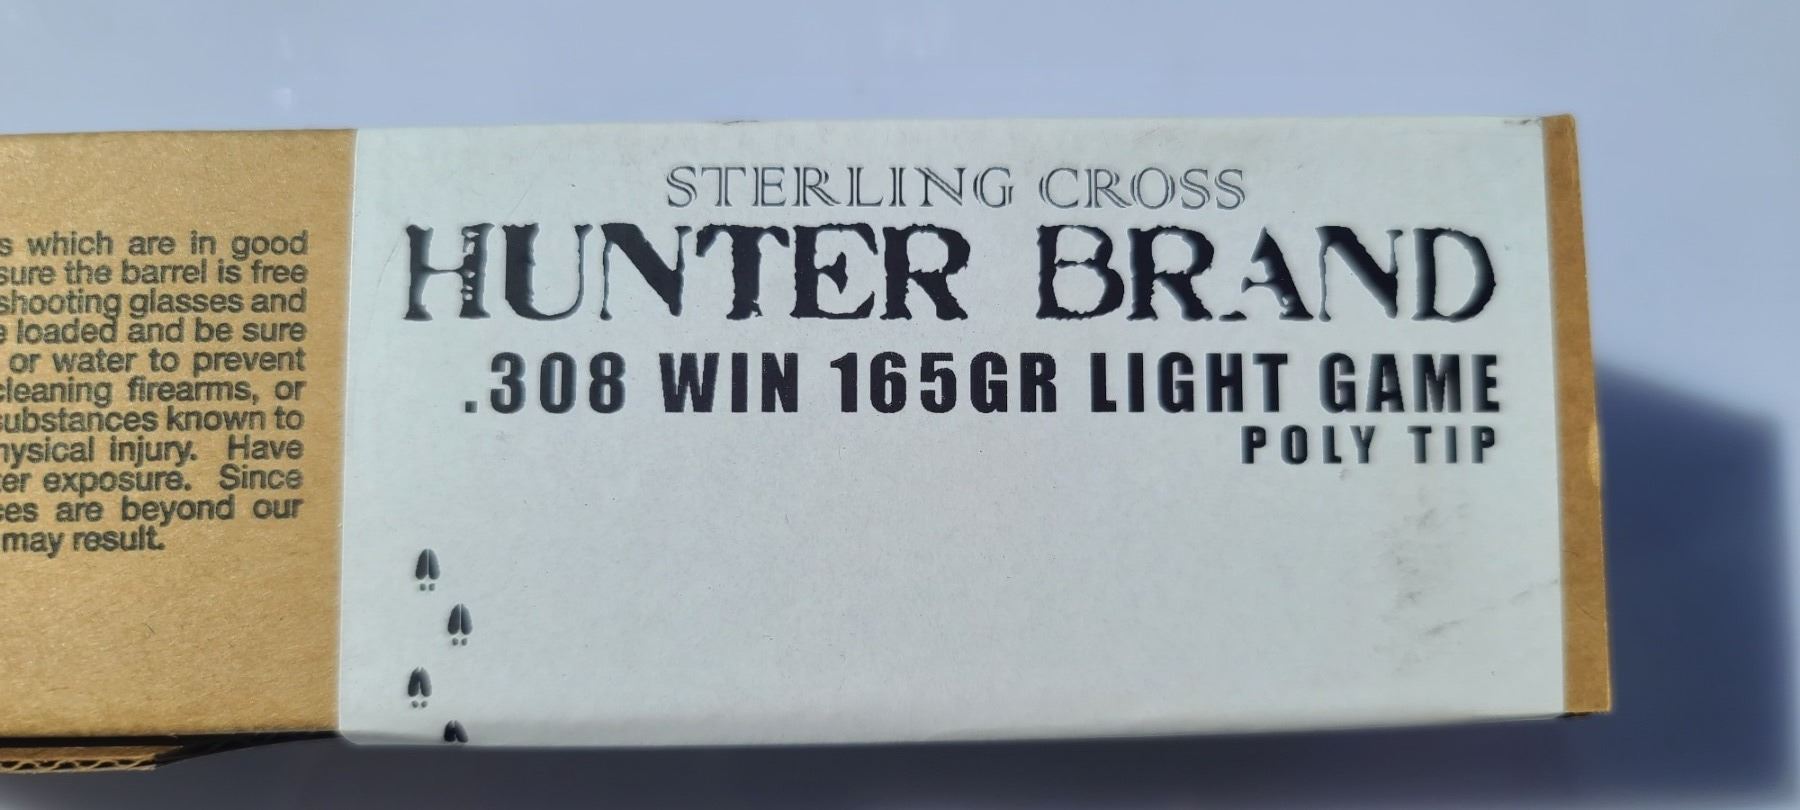 which are in good
sure the barrel is free
shooting glasses and
loaded and be sure
or water to prevent
cleaning firearms, or
substances known to
injury. Have
exposure. Since
are beyond our
may result.
STERLING CROSS
HUNTER BRAND
.308 WIN 165GR LIGHT GAME
POLY TIP